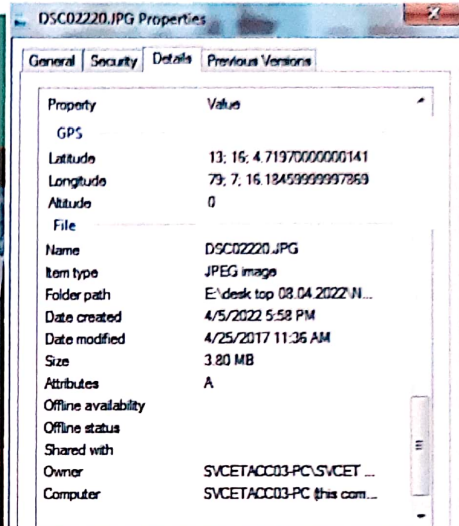 DSC02220.JPG Properties
General Security Details Previous Versions
Property Value
GPS
Latitude 13; 16; 4.71970000000141
Longitude 79; 7; 16.18459999997869
Altitude 0
File
Name DSC02220.JPG
Item type JPEG image
Folder path E:\desk top 08.04.2022\N...
Date created 4/5/2022 5:58 PM
Date modified 4/25/2017 11:36 AM
Size 3.80 MB
Attributes A
Offline availability
Offline status
Shared with
Owner SVCETACC03-PC\SVCET ...
Computer SVCETACC03-PC (this com...